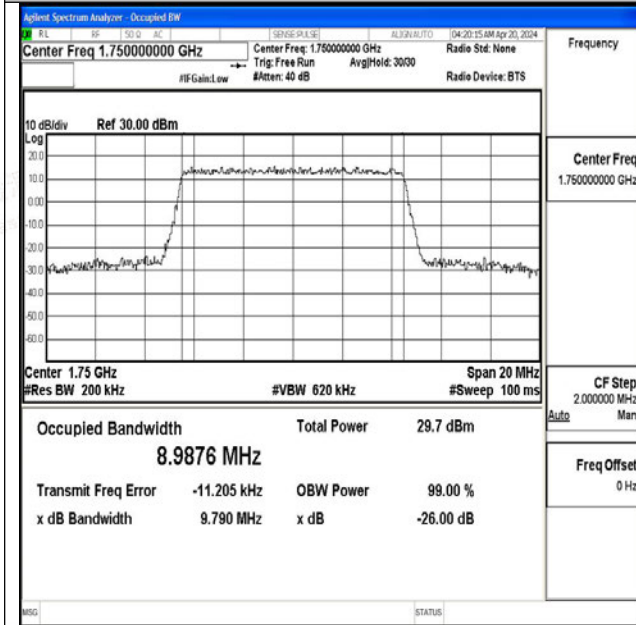 Agilent Spectrum Analyzer - Occupied BW
RL RF 50 Ω AC SENSE:PULSE ALIGNAUTO 04:20:15 AM Apr 20, 2024
Center Freq 1.750000000 GHz
Center Freq: 1.750000000 GHz
Radio Std: None
Trig: Free Run Avg|Hold: 30/30
#IFGain:Low
#Atten: 40 dB
Radio Device: BTS
Frequency
10 dB/div Ref 30.00 dBm
Log
20.0
10.0
0.00
-10.0
-20.0
-30.0
-40.0
-50.0
-60.0
Center 1.75 GHz Span 20 MHz
#Res BW 200 kHz #VBW 620 kHz #Sweep 100 ms
Occupied Bandwidth Total Power 29.7 dBm
8.9876 MHz
Transmit Freq Error -11.205 kHz OBW Power 99.00 %
x dB Bandwidth 9.790 MHz x dB -26.00 dB
Center Freq
1.750000000 GHz
CF Step
2.000000 MHz
Auto Man
Freq Offset
0 Hz
MSG STATUS